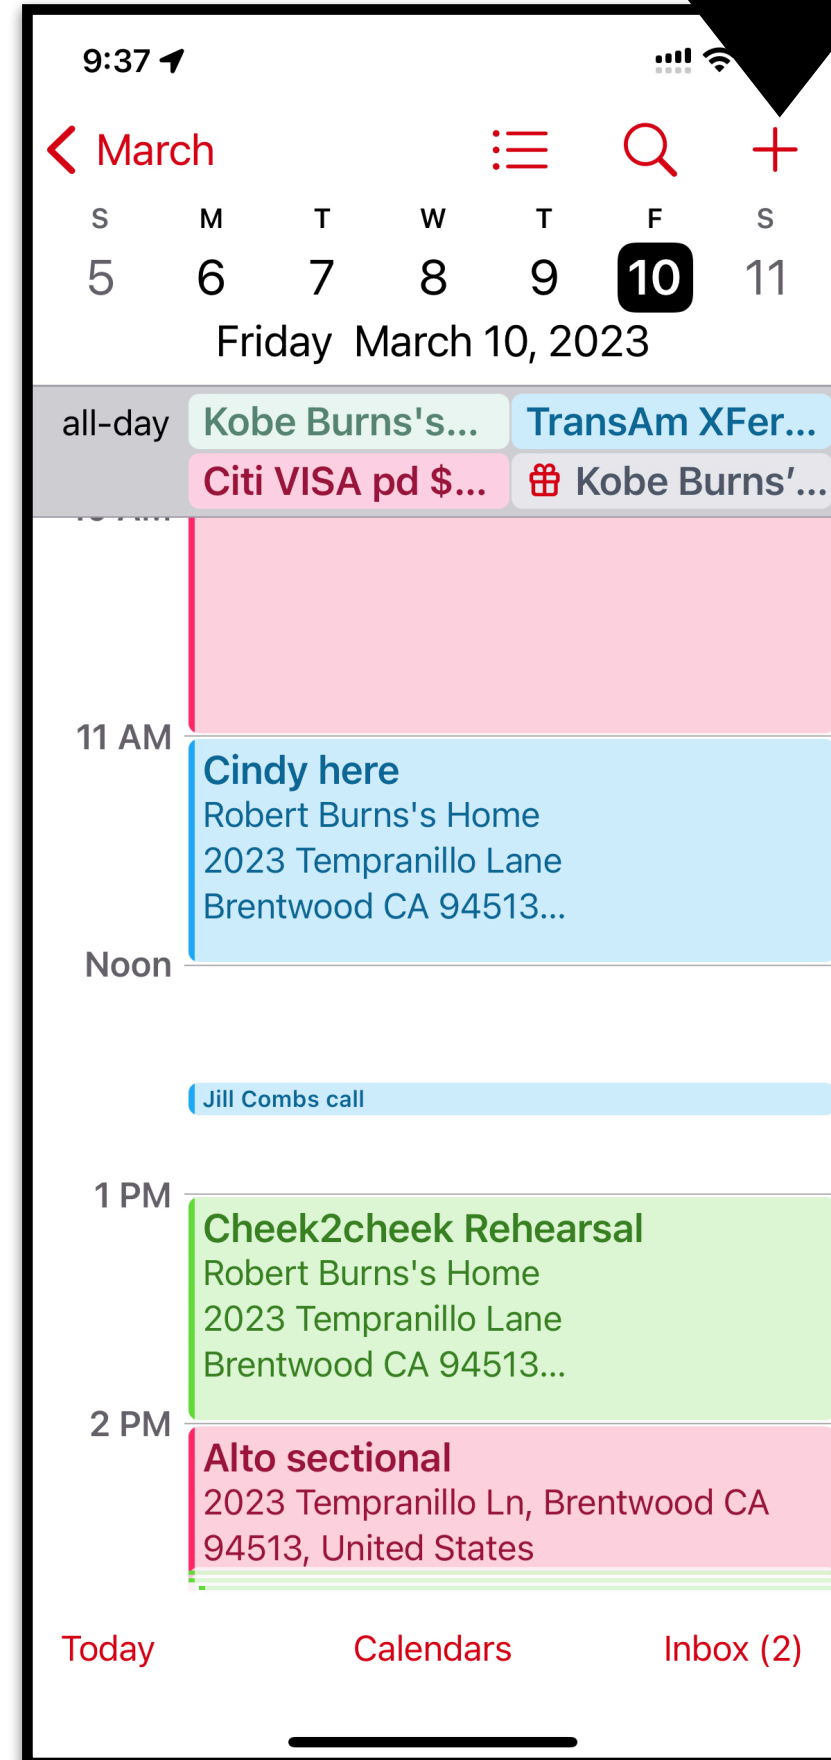 9:37
March
S M T W T F S
5 6 7 8 9 10 11
Friday March 10, 2023
all-day
Kobe Burns's... TransAm XFer...
Citi VISA pd $... Kobe Burns’...
11 AM
Cindy here
Robert Burns's Home
2023 Tempranillo Lane
Brentwood CA 94513...
Noon
Jill Combs call
1 PM
Cheek2cheek Rehearsal
Robert Burns's Home
2023 Tempranillo Lane
Brentwood CA 94513...
2 PM
Alto sectional
2023 Tempranillo Ln, Brentwood CA
94513, United States
Today Calendars Inbox (2)